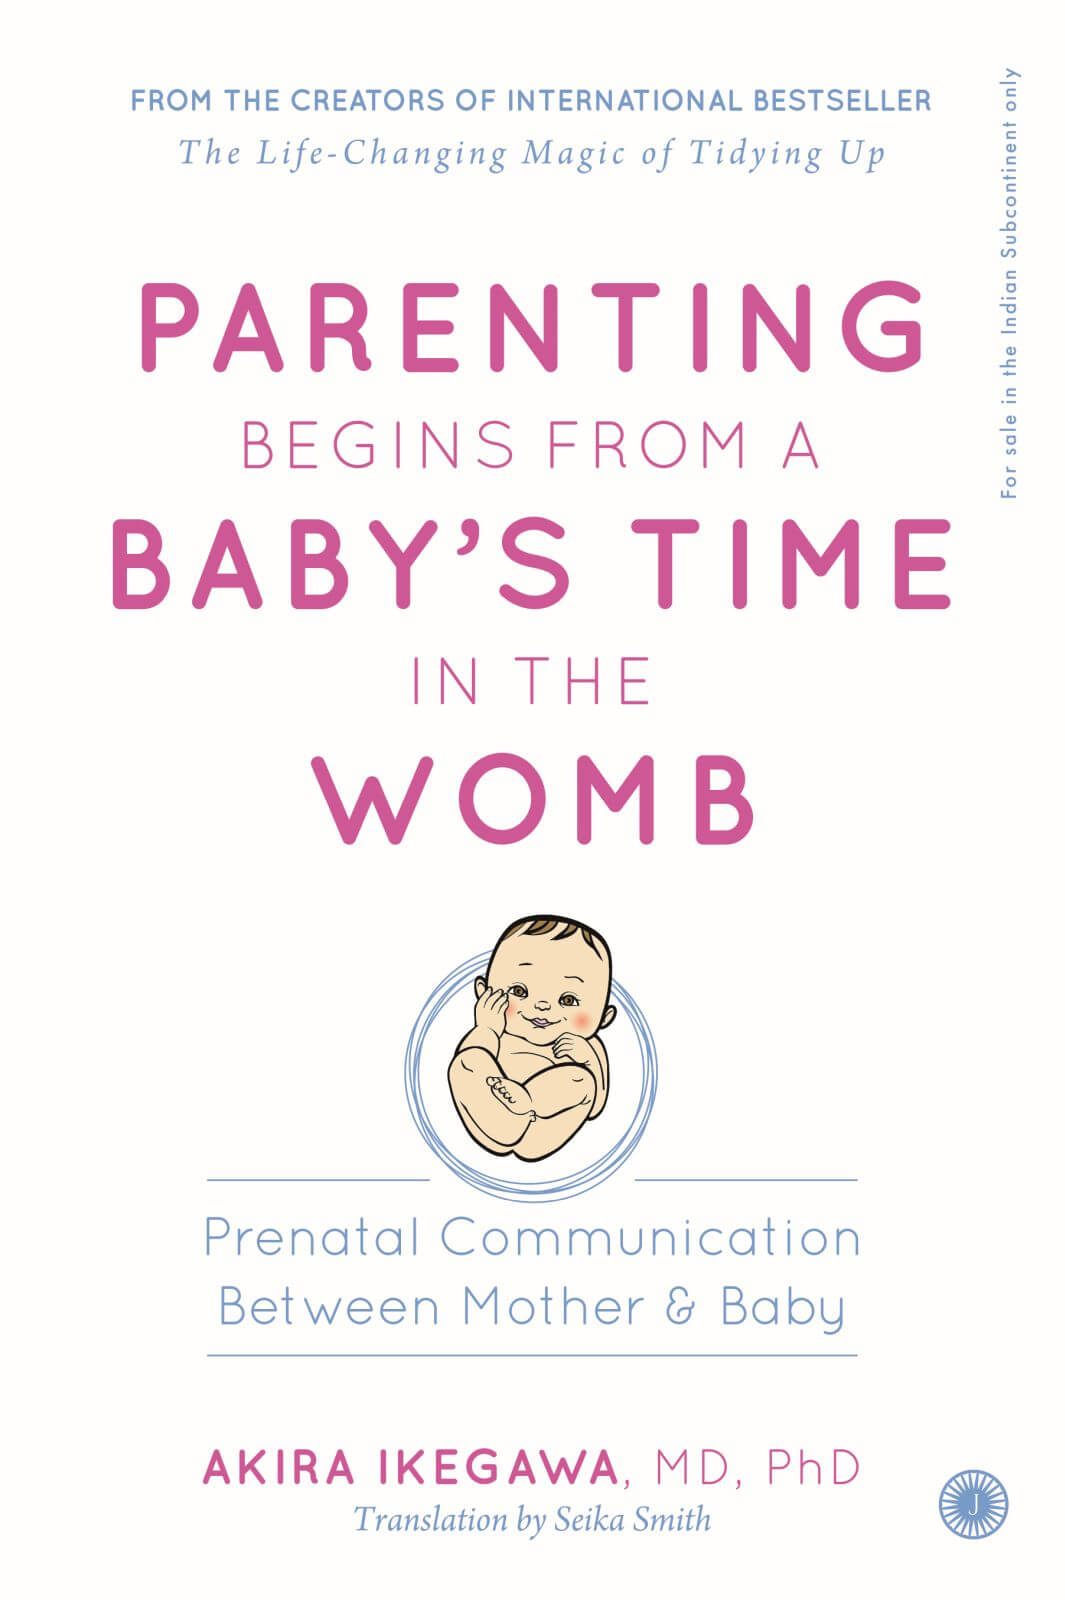 FROM THE CREATORS OF INTERNATIONAL BESTSELLER
The Life-Changing Magic of Tidying Up
For sale in the Indian Subcontinent only
PARENTING
BEGINS FROM A
BABY'S TIME
IN THE
WOMB
Prenatal Communication
Between Mother & Baby
AKIRA IKEGAWA, MD, PhD
Translation by Seika Smith
J